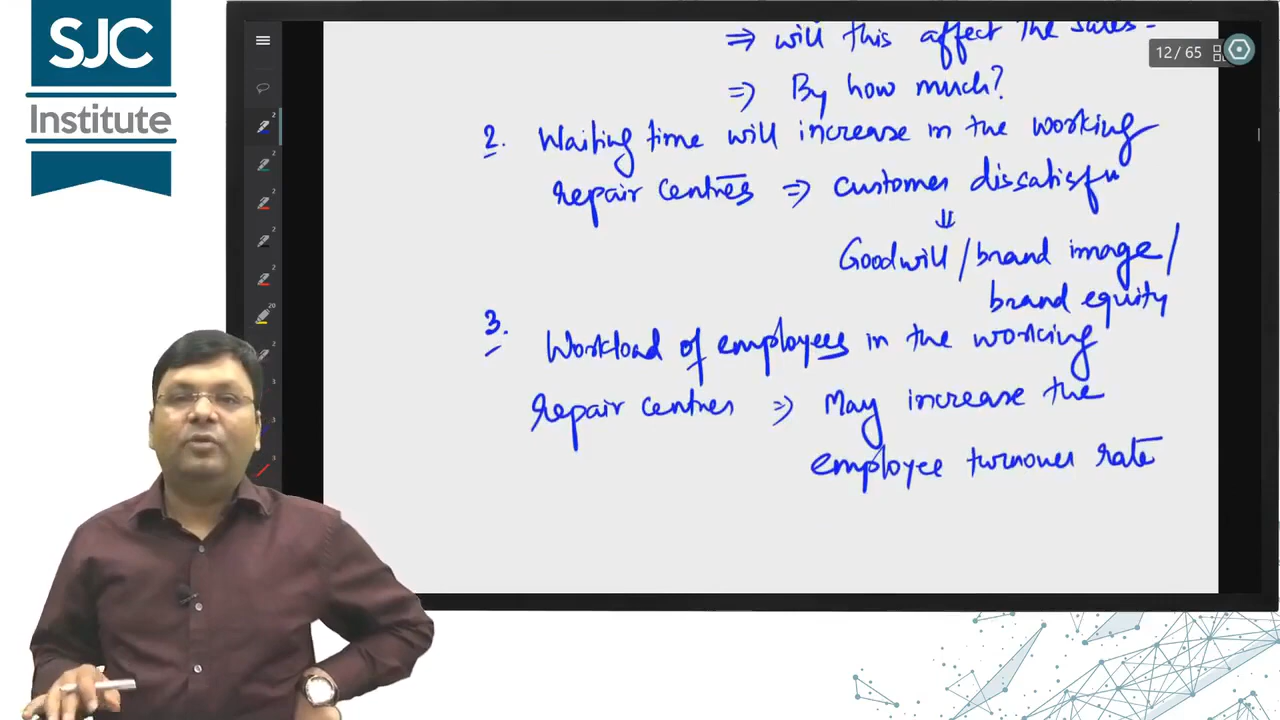 SJC
Institute
⇒ will this affect the sales -
12/65
⇒ By how much?
2. Waiting time will increase in the working
repair centres ⇒ customer dissatisfu
⇓
Goodwill/brand image/
brand equity
3. Workload of employees in the working
repair centres ⇒ May increase the
employee turnover rate